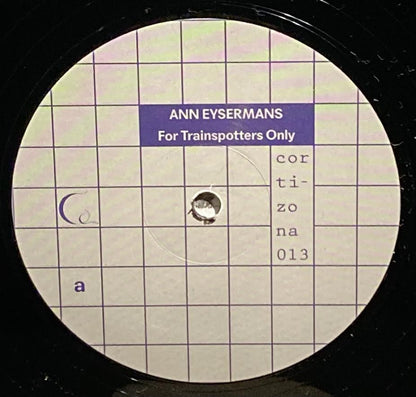 ANN EYSERMANS
For Trainspotters Only
cor
ti-
zo
na
013
a